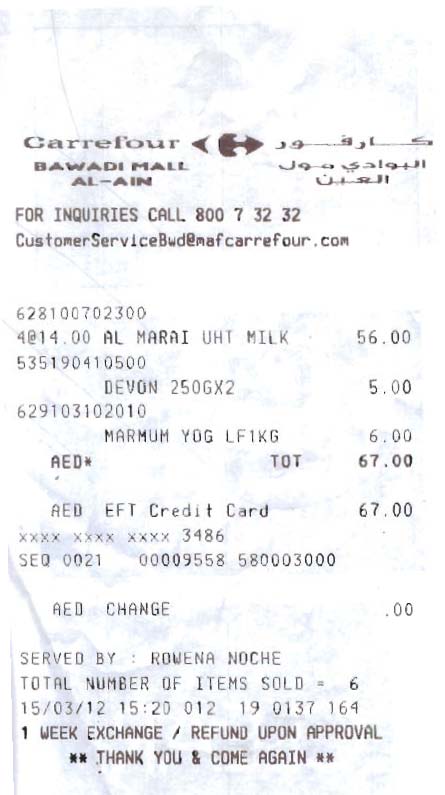 Carrefour كارفور
BAWADI MALL البوادي مول
AL-AIN العين
FOR INQUIRIES CALL 800 7 32 32
CustomerServiceBwd@mafcarrefour.com
628100702300
4@14.00 AL MARAI UHT MILK 56.00
535190410500
DEVON 250GX2 5.00
629103102010
MARMUM YOG LF1KG 6.00
AED* TOT 67.00
AED EFT Credit Card 67.00
xxxx xxxx xxxx 3486
SEQ 0021 00009558 580003000
AED CHANGE .00
SERVED BY : ROWENA NOCHE
TOTAL NUMBER OF ITEMS SOLD = 6
15/03/12 15:20 012 19 0137 164
1 WEEK EXCHANGE / REFUND UPON APPROVAL
** THANK YOU & COME AGAIN **